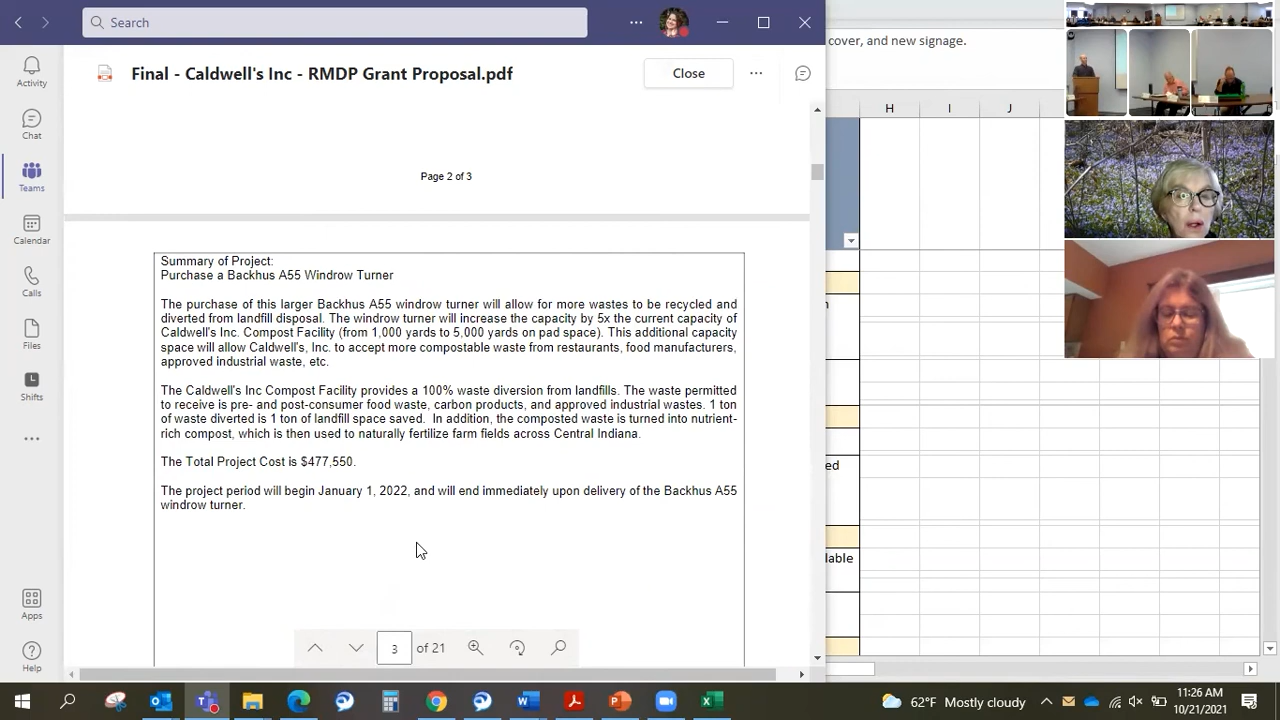 Search
cover, and new signage.
Final - Caldwell's Inc - RMDP Grant Proposal.pdf
Close
Activity
Chat
Teams
Calendar
Calls
Files
Shifts
Apps
Help
H I J
Page 2 of 3
Summary of Project:
Purchase a Backhus A55 Windrow Turner
The purchase of this larger Backhus A55 windrow turner will allow for more wastes to be recycled and
diverted from landfill disposal. The windrow turner will increase the capacity by 5x the current capacity of
Caldwell's Inc. Compost Facility (from 1,000 yards to 5,000 yards on pad space). This additional capacity
space will allow Caldwell's, Inc. to accept more compostable waste from restaurants, food manufacturers,
approved industrial waste, etc.
The Caldwell's Inc Compost Facility provides a 100% waste diversion from landfills. The waste permitted
to receive is pre- and post-consumer food waste, carbon products, and approved industrial wastes. 1 ton
of waste diverted is 1 ton of landfill space saved.  In addition, the composted waste is turned into nutrient-
rich compost, which is then used to naturally fertilize farm fields across Central Indiana.
The Total Project Cost is $477,550.
The project period will begin January 1, 2022, and will end immediately upon delivery of the Backhus A55
windrow turner.
ed
lable
3 of 21
62°F Mostly cloudy
11:26 AM
10/21/2021